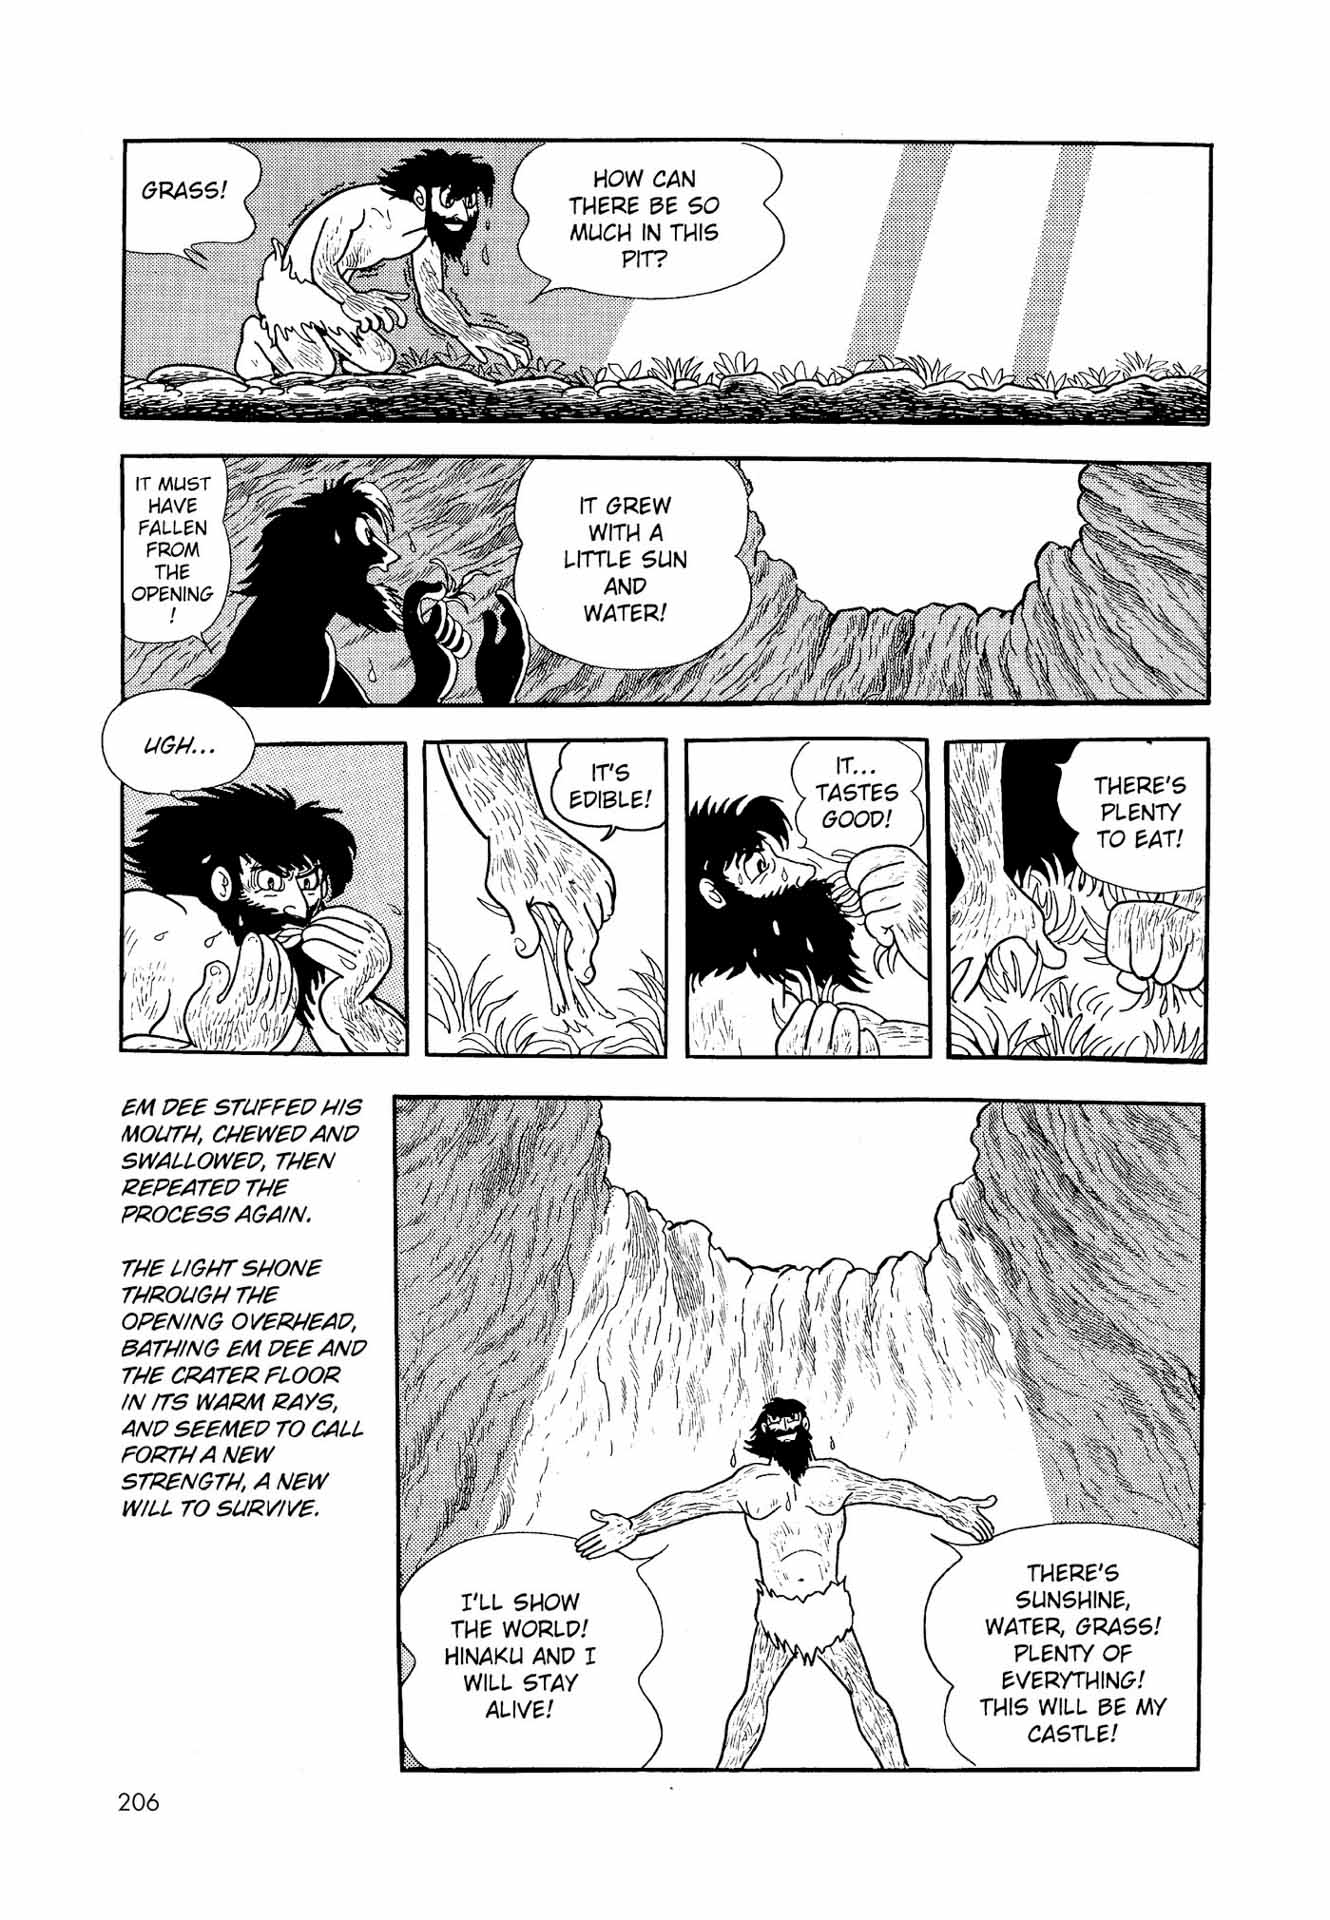 GRASS!
HOW CAN
THERE BE SO
MUCH IN THIS
PIT?
IT MUST
HAVE
FALLEN
FROM
THE
OPENING
!
IT GREW
WITH A
LITTLE SUN
AND
WATER!
UGH...
IT'S
EDIBLE!
IT...
TASTES
GOOD!
THERE'S
PLENTY
TO EAT!
EM DEE STUFFED HIS
MOUTH, CHEWED AND
SWALLOWED, THEN
REPEATED THE
PROCESS AGAIN.
THE LIGHT SHONE
THROUGH THE
OPENING OVERHEAD,
BATHING EM DEE AND
THE CRATER FLOOR
IN ITS WARM RAYS,
AND SEEMED TO CALL
FORTH A NEW
STRENGTH, A NEW
WILL TO SURVIVE.
I'LL SHOW
THE WORLD!
HINAKU AND I
WILL STAY
ALIVE!
THERE'S
SUNSHINE,
WATER, GRASS!
PLENTY OF
EVERYTHING!
THIS WILL BE MY
CASTLE!
206